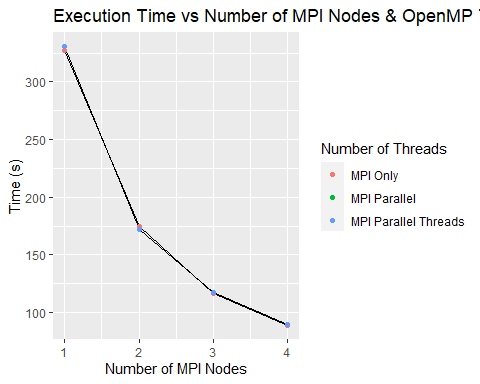 Execution Time vs Number of MPI Nodes & OpenMP
300
250
200
150
100
Time (s)
1 2 3 4
Number of MPI Nodes
Number of Threads
MPI Only
MPI Parallel
MPI Parallel Threads